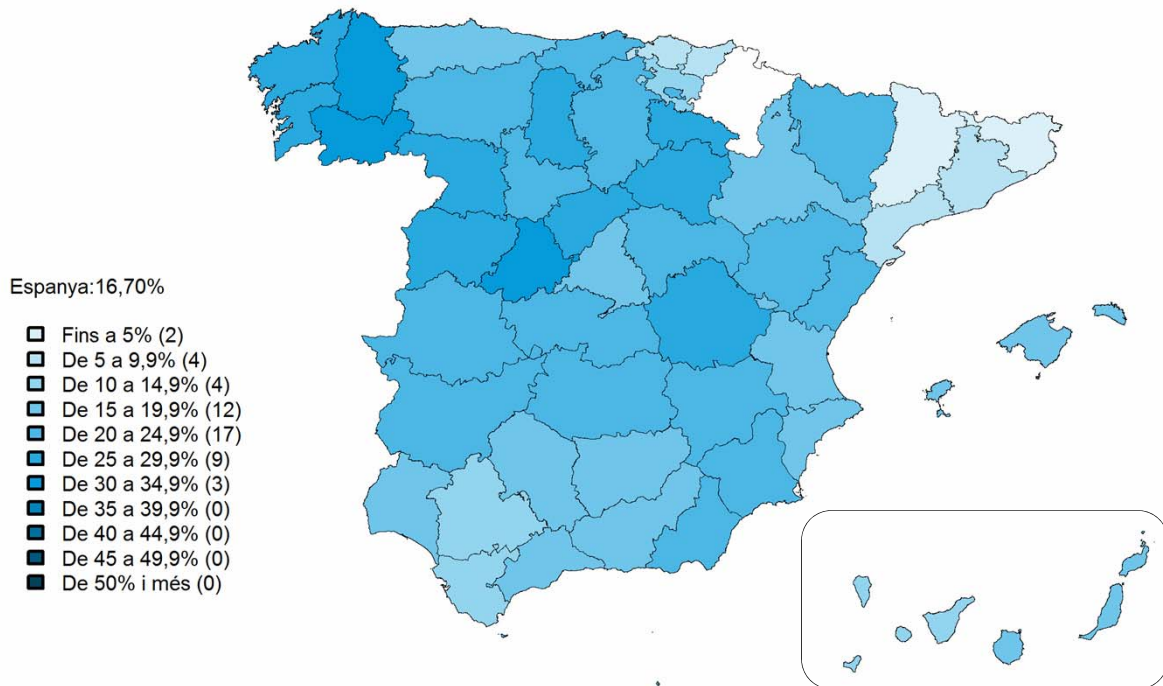 Espanya:16,70%
Fins a 5% (2)
De 5 a 9,9% (4)
De 10 a 14,9% (4)
De 15 a 19,9% (12)
De 20 a 24,9% (17)
De 25 a 29,9% (9)
De 30 a 34,9% (3)
De 35 a 39,9% (0)
De 40 a 44,9% (0)
De 45 a 49,9% (0)
De 50% i més (0)